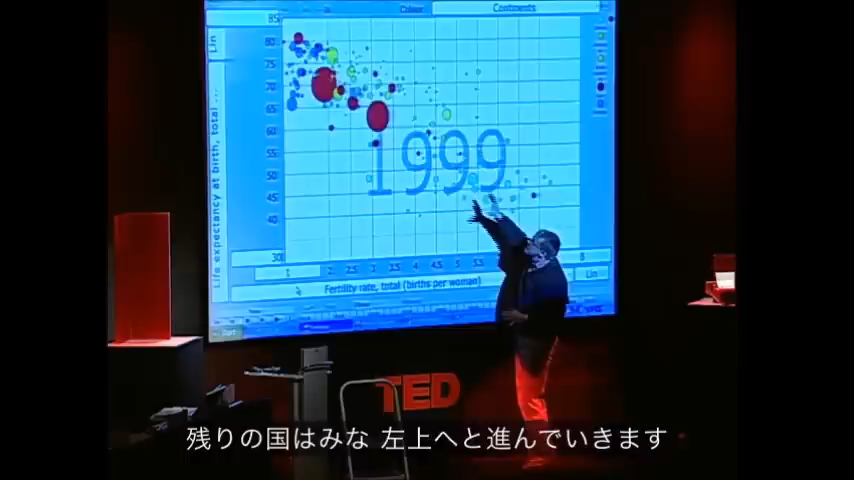 Colour
Comments
85
80
75
70
65
60
55
50
45
40
30
Lin
Life expectancy at birth, total ...
1999
1 2 2.5 3 3.5 4 4.5 5 5.5 8
Lin
Fertility rate, total (births per woman)
Start
TED
残りの国はみな 左上へと進んでいきます